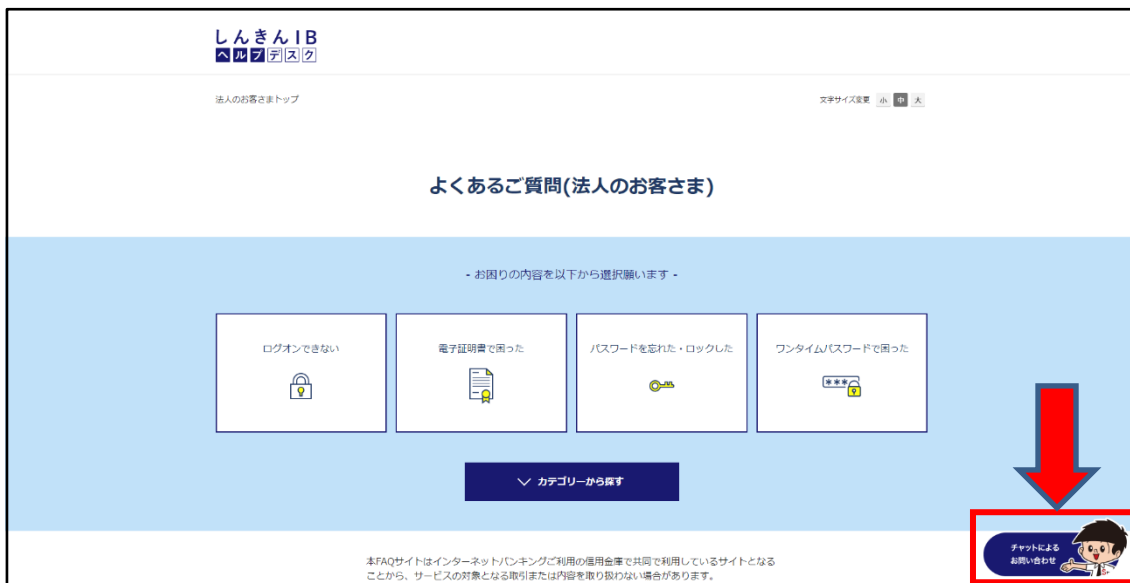 しんきんIB
ヘルプデスク
法人のお客さまトップ
文字サイズ変更 小 中 大
よくあるご質問(法人のお客さま)
- お困りの内容を以下から選択願います -
ログオンできない
電子証明書で困った
パスワードを忘れた・ロックした
ワンタイムパスワードで困った
***
カテゴリーから探す
チャットによる
お問い合わせ
本FAQサイトはインターネットバンキングご利用の信用金庫で共同で利用しているサイトとなる
ことから、サービスの対象となる取引または内容を取り扱わない場合があります。